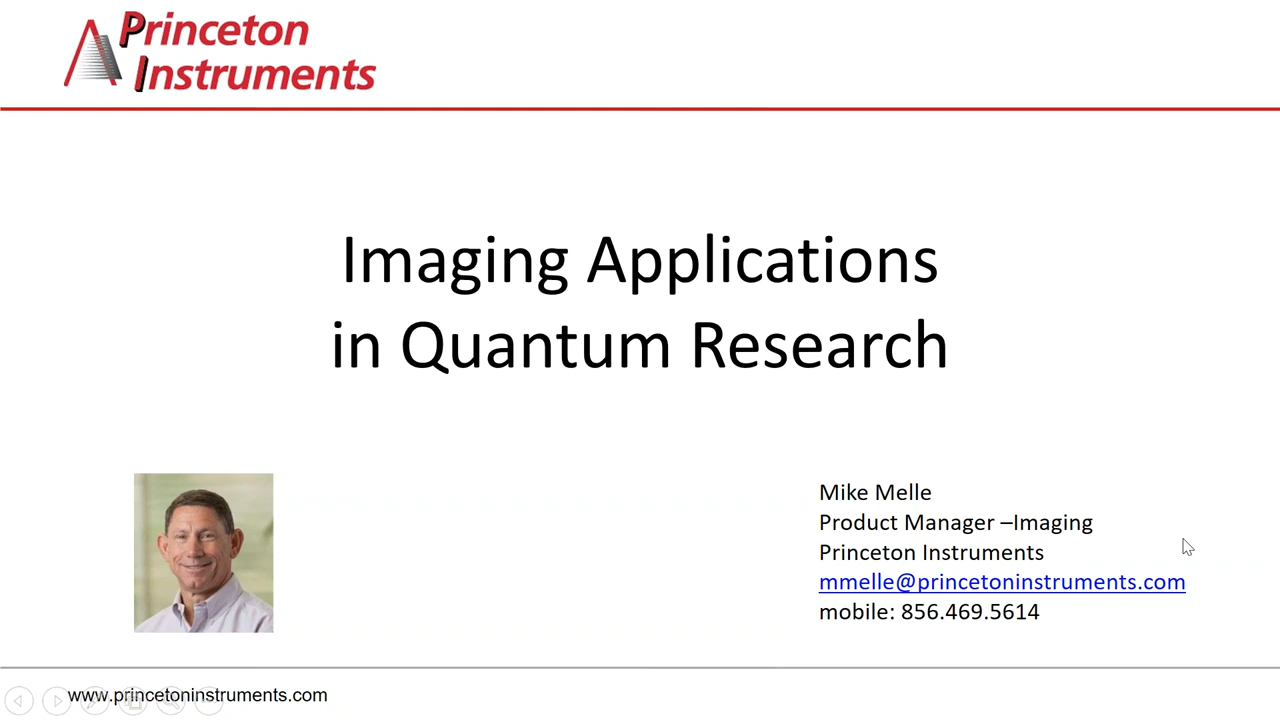 Princeton
Instruments
Imaging Applications
in Quantum Research
Mike Melle
Product Manager –Imaging
Princeton Instruments
mmelle@princetoninstruments.com
mobile: 856.469.5614
www.princetoninstruments.com